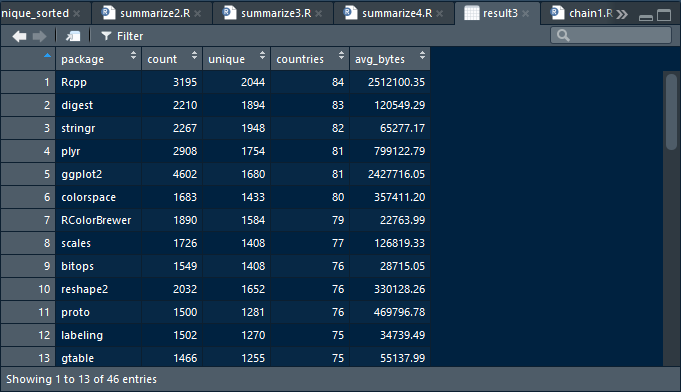 nique_sorted summarize2.R summarize3.R summarize4.R result3 chain1.R
Filter
package count unique countries avg_bytes
1 Rcpp 3195 2044 84 2512100.35
2 digest 2210 1894 83 120549.29
3 stringr 2267 1948 82 65277.17
4 plyr 2908 1754 81 799122.79
5 ggplot2 4602 1680 81 2427716.05
6 colorspace 1683 1433 80 357411.20
7 RColorBrewer 1890 1584 79 22763.99
8 scales 1726 1408 77 126819.33
9 bitops 1549 1408 76 28715.05
10 reshape2 2032 1652 76 330128.26
11 proto 1500 1281 76 469796.78
12 labeling 1502 1270 75 34739.49
13 gtable 1466 1255 75 55137.99
Showing 1 to 13 of 46 entries